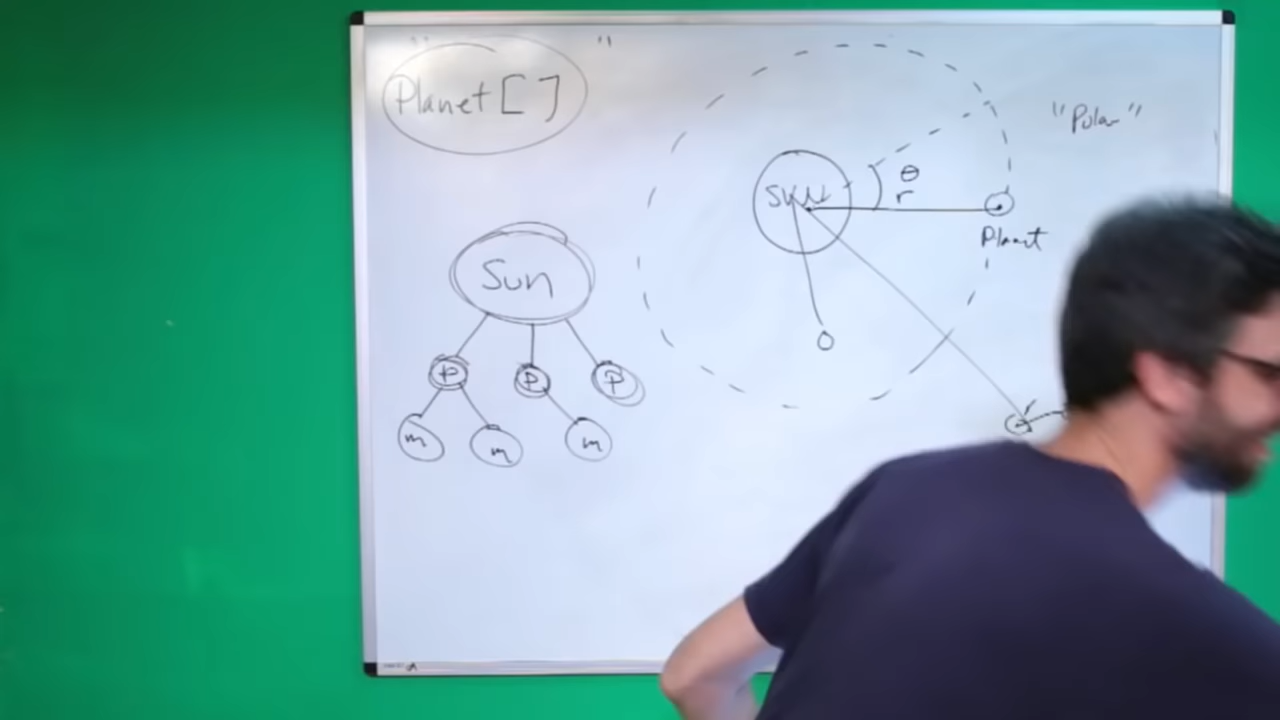 " "
Planet [ ]
"Polar"
sun
θ
r
Planet
Sun
P
P
P
m
m
m
r